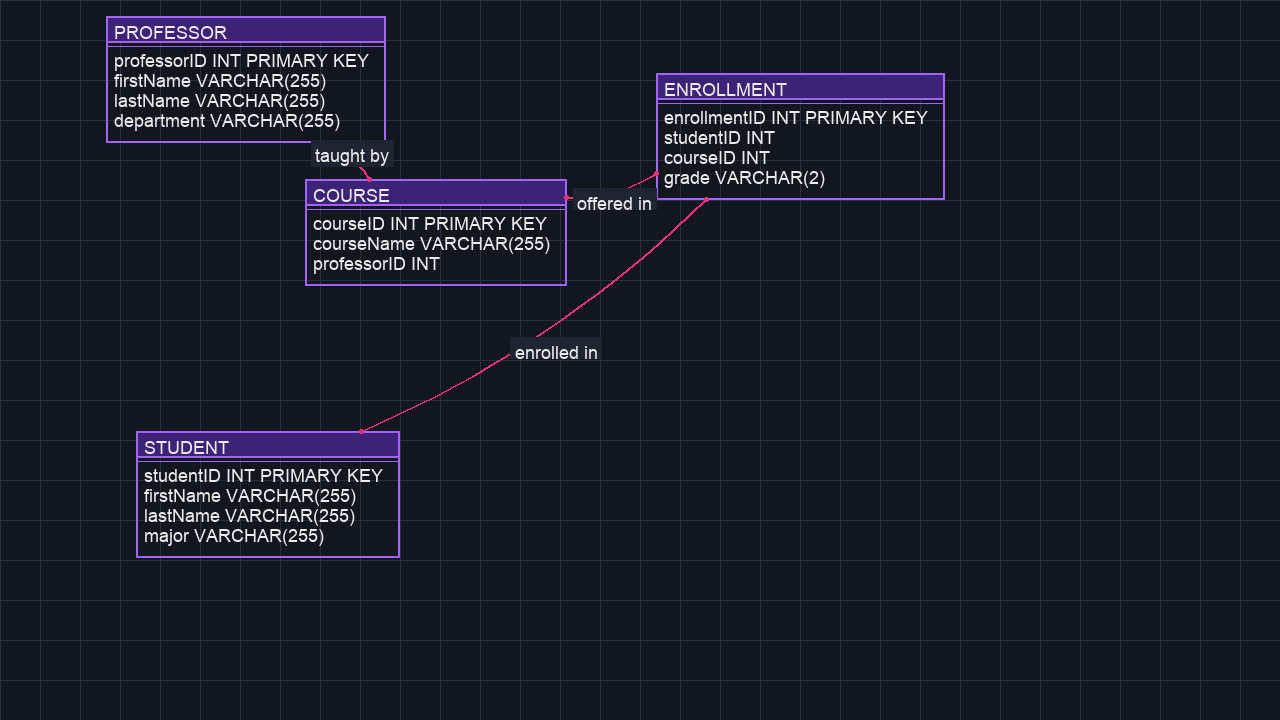 PROFESSOR
professorID INT PRIMARY KEY
firstName VARCHAR(255)
lastName VARCHAR(255)
department VARCHAR(255)
taught by
COURSE
courseID INT PRIMARY KEY
courseName VARCHAR(255)
professorID INT
offered in
ENROLLMENT
enrollmentID INT PRIMARY KEY
studentID INT
courseID INT
grade VARCHAR(2)
enrolled in
STUDENT
studentID INT PRIMARY KEY
firstName VARCHAR(255)
lastName VARCHAR(255)
major VARCHAR(255)